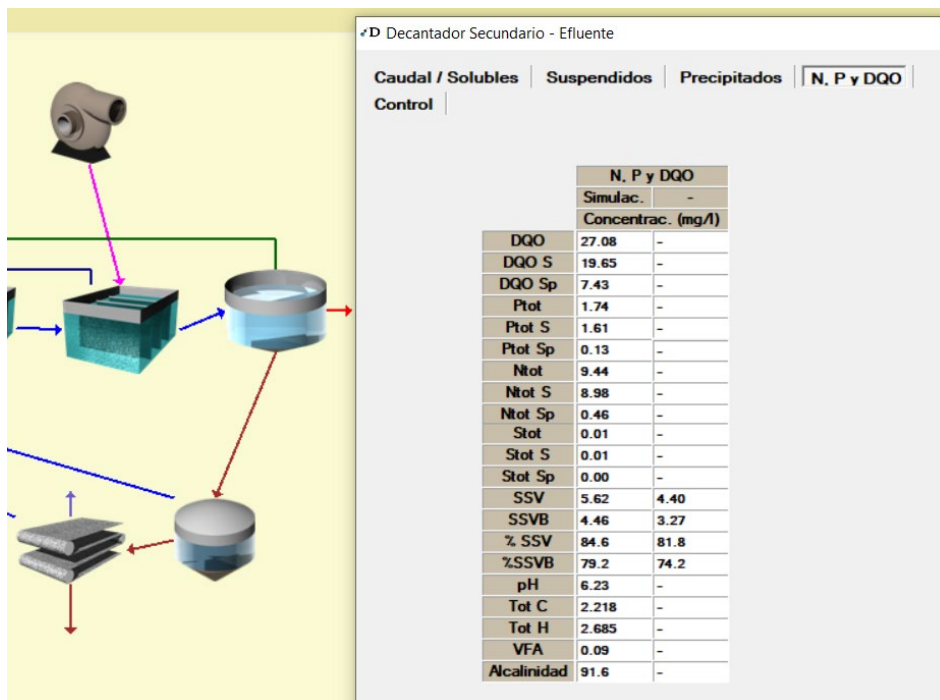 D Decantador Secundario - Efluente
Caudal / Solubles Suspendidos Precipitados N, P y DQO
Control
N, P y DQO
Simulac. -
Concentrac. (mg/l)
DQO 27.08 -
DQO S 19.65 -
DQO Sp 7.43 -
Ptot 1.74 -
Ptot S 1.61 -
Ptot Sp 0.13 -
Ntot 9.44 -
Ntot S 8.98 -
Ntot Sp 0.46 -
Stot 0.01 -
Stot S 0.01 -
Stot Sp 0.00 -
SSV 5.62 4.40
SSVB 4.46 3.27
% SSV 84.6 81.8
%SSVB 79.2 74.2
pH 6.23 -
Tot C 2.218 -
Tot H 2.685 -
VFA 0.09 -
Alcalinidad 91.6 -